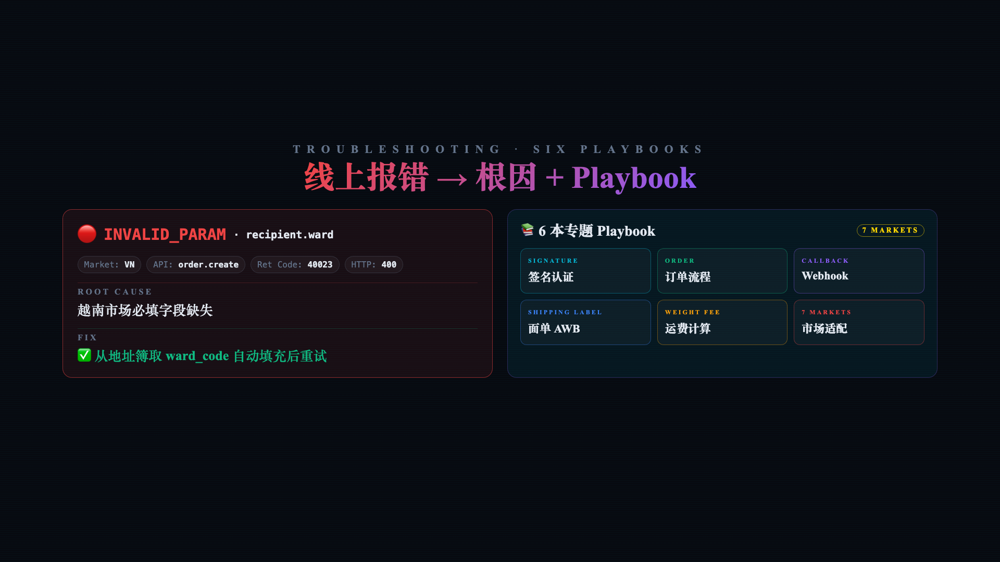 TROUBLESHOOTING · SIX PLAYBOOKS
线上报错 → 根因 + Playbook
INVALID_PARAM · recipient.ward
Market: VN
API: order.create
Ret Code: 40023
HTTP: 400
ROOT CAUSE
越南市场必填字段缺失
FIX
✅ 从地址簿取 ward_code 自动填充后重试
📚 6 本专题 Playbook
7 MARKETS
SIGNATURE
签名认证
ORDER
订单流程
CALLBACK
Webhook
SHIPPING LABEL
面单 AWB
WEIGHT FEE
运费计算
7 MARKETS
市场适配